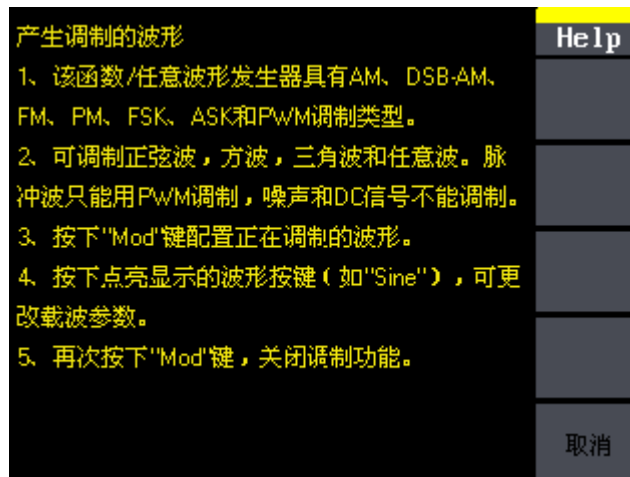 产生调制的波形
Help
1、该函数/任意波形发生器具有AM、DSB-AM、
FM、PM、FSK、ASK和PWM调制类型。
2、可调制正弦波，方波，三角波和任意波。脉
冲波只能用PWM调制，噪声和DC信号不能调制。
3、按下"Mod"键配置正在调制的波形。
4、按下点亮显示的波形按键（如"Sine"），可更
改载波参数。
5、再次按下"Mod"键，关闭调制功能。
取消